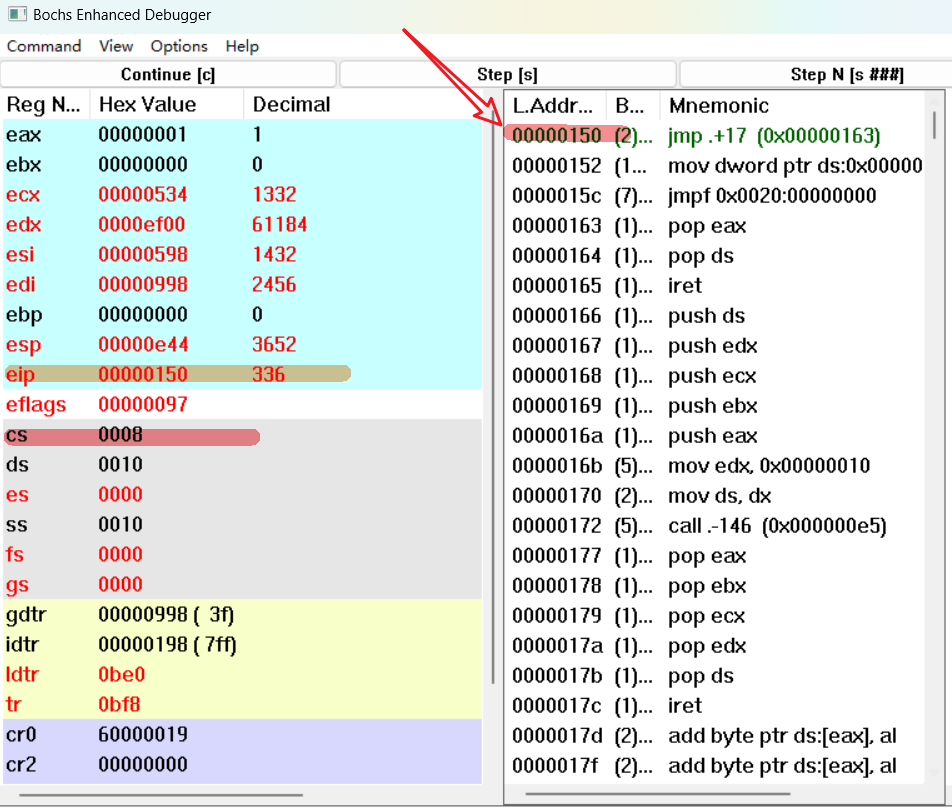 Bochs Enhanced Debugger
Command View Options Help
Continue [c] Step [s] Step N [s ###]
Reg N... Hex Value Decimal
eax 00000001 1
ebx 00000000 0
ecx 00000534 1332
edx 0000ef00 61184
esi 00000598 1432
edi 00000998 2456
ebp 00000000 0
esp 00000e44 3652
eip 00000150 336
eflags 00000097
cs 0008
ds 0010
es 0000
ss 0010
fs 0000
gs 0000
gdtr 00000998 ( 3f)
idtr 00000198 ( 7ff)
ldtr 0be0
tr 0bf8
cr0 60000019
cr2 00000000
L.Addr... B... Mnemonic
00000150 (2)... jmp .+17 (0x00000163)
00000152 (1... mov dword ptr ds:0x00000
0000015c (7)... jmpf 0x0020:00000000
00000163 (1)... pop eax
00000164 (1)... pop ds
00000165 (1)... iret
00000166 (1)... push ds
00000167 (1)... push edx
00000168 (1)... push ecx
00000169 (1)... push ebx
0000016a (1)... push eax
0000016b (5)... mov edx, 0x00000010
00000170 (2)... mov ds, dx
00000172 (5)... call .-146 (0x000000e5)
00000177 (1)... pop eax
00000178 (1)... pop ebx
00000179 (1)... pop ecx
0000017a (1)... pop edx
0000017b (1)... pop ds
0000017c (1)... iret
0000017d (2)... add byte ptr ds:[eax], al
0000017f (2)... add byte ptr ds:[eax], al